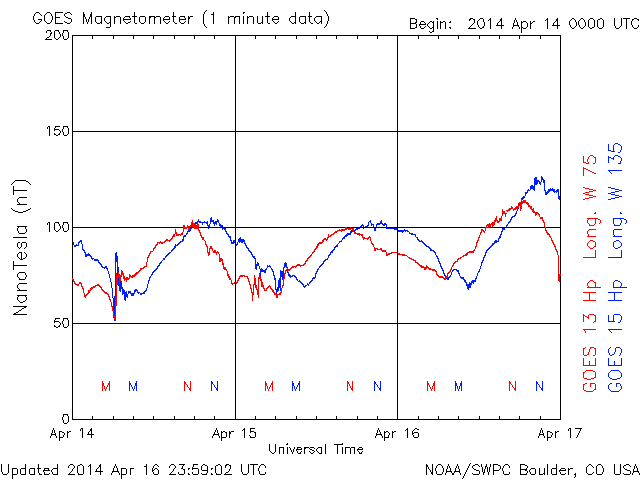 GOES Magnetometer (1 minute data)
Begin: 2014 Apr 14 0000 UTC
200
150
100
50
0
NanoTesla (nT)
M M N N M M N N M M N N
Apr 14 Apr 15 Apr 16 Apr 17
Universal Time
GOES 13 Hp Long. W 75
GOES 15 Hp Long. W 135
Updated 2014 Apr 16 23:59:02 UTC
NOAA/SWPC Boulder, CO USA